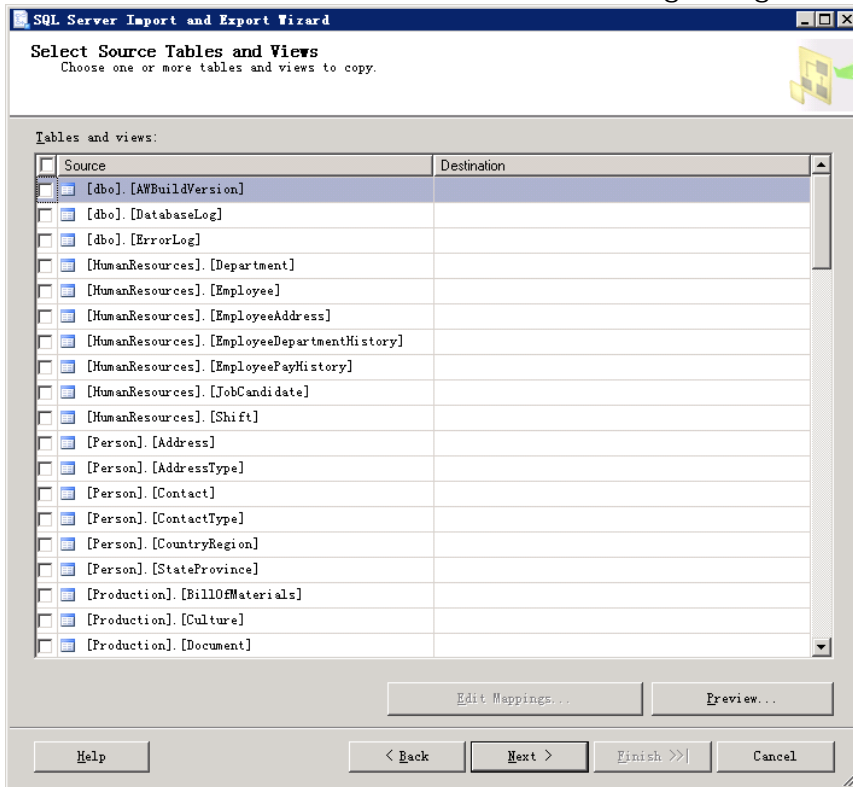 SQL Server Import and Export Wizard
Select Source Tables and Views
Choose one or more tables and views to copy.
Tables and views:
Source Destination
[dbo].[AWBuildVersion]
[dbo].[DatabaseLog]
[dbo].[ErrorLog]
[HumanResources].[Department]
[HumanResources].[Employee]
[HumanResources].[EmployeeAddress]
[HumanResources].[EmployeeDepartmentHistory]
[HumanResources].[EmployeePayHistory]
[HumanResources].[JobCandidate]
[HumanResources].[Shift]
[Person].[Address]
[Person].[AddressType]
[Person].[Contact]
[Person].[ContactType]
[Person].[CountryRegion]
[Person].[StateProvince]
[Production].[BillOfMaterials]
[Production].[Culture]
[Production].[Document]
Edit Mappings... Preview...
Help < Back Next > Finish >>| Cancel